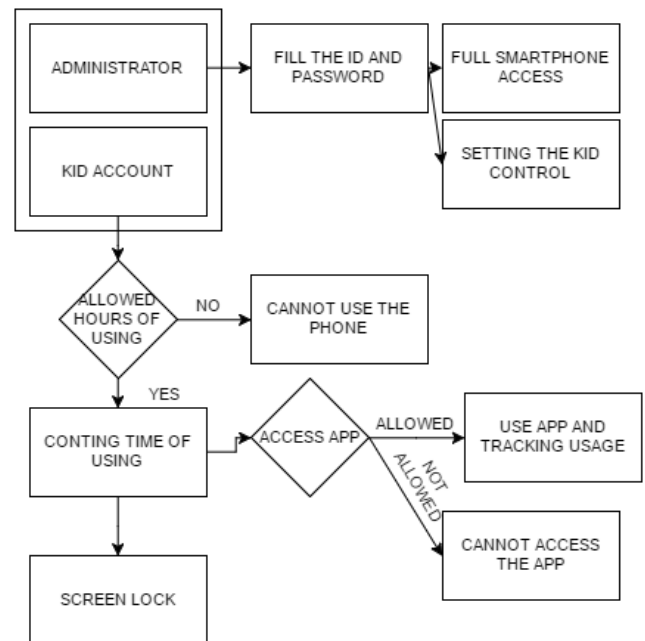 ADMINISTRATOR
FILL THE ID AND
PASSWORD
FULL SMARTPHONE
ACCESS
KID ACCOUNT
SETTING THE KID
CONTROL
ALLOWED
HOURS OF
USING
NO
CANNOT USE THE
PHONE
YES
CONTING TIME OF
USING
ACCESS APP
ALLOWED
USE APP AND
TRACKING USAGE
NOT
ALLOWED
CANNOT ACCESS
THE APP
SCREEN LOCK